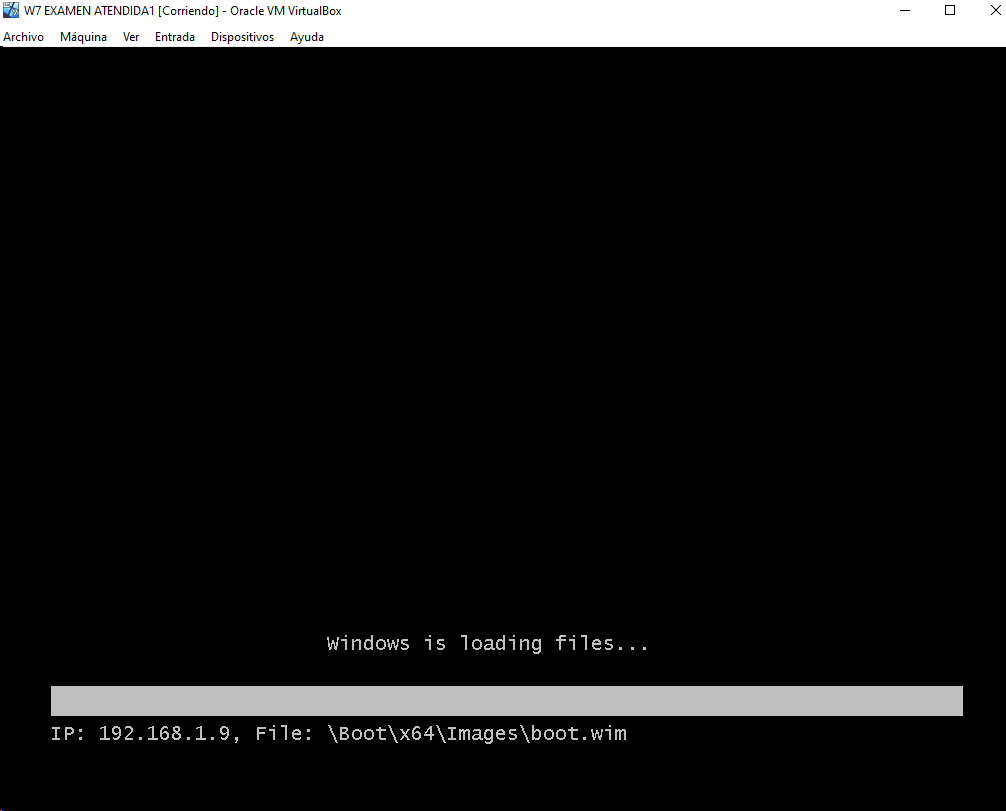 W7 EXAMEN ATENDIDA1 [Corriendo] - Oracle VM VirtualBox
Archivo Máquina Ver Entrada Dispositivos Ayuda
Windows is loading files...
IP: 192.168.1.9, File: \Boot\x64\Images\boot.wim